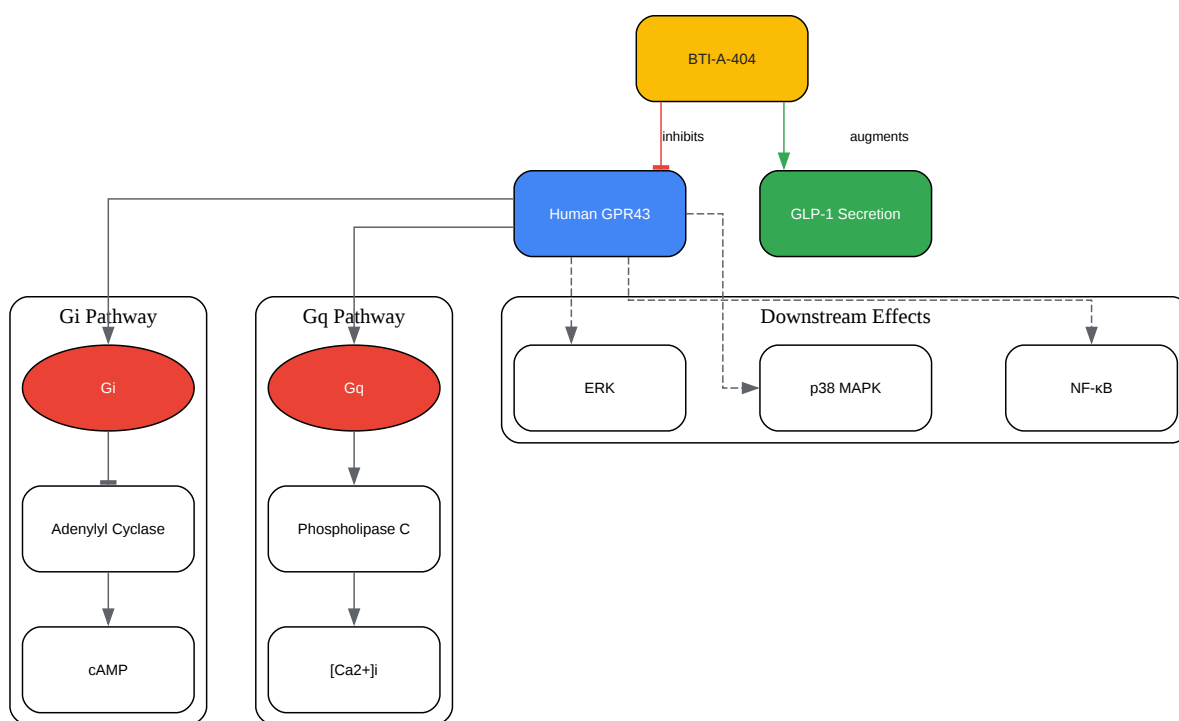 BTI-A-404
inhibits
augments
Human GPR43
GLP-1 Secretion
Gi Pathway
Gq Pathway
Downstream Effects
Gi
Gq
ERK
p38 MAPK
NF-κB
Adenylyl Cyclase
Phospholipase C
cAMP
[Ca2+]i